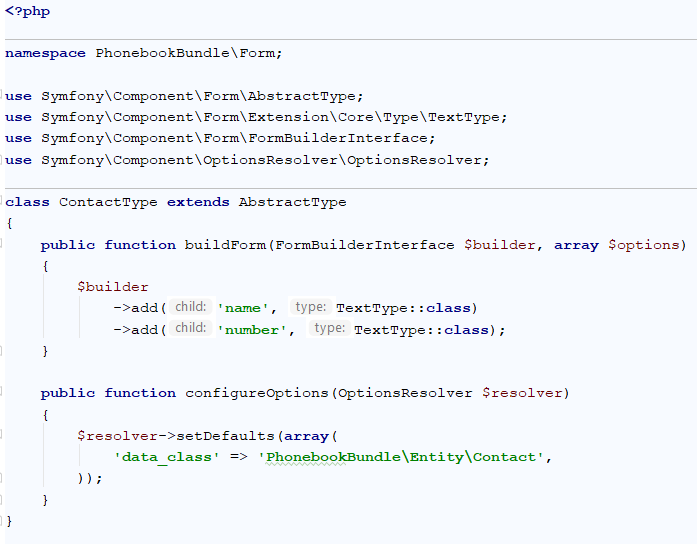 <?php
namespace PhonebookBundle\Form;
use Symfony\Component\Form\AbstractType;
use Symfony\Component\Form\Extension\Core\Type\TextType;
use Symfony\Component\Form\FormBuilderInterface;
use Symfony\Component\OptionsResolver\OptionsResolver;
class ContactType extends AbstractType
{
    public function buildForm(FormBuilderInterface $builder, array $options)
    {
        $builder
            ->add( child: 'name', type: TextType::class)
            ->add( child: 'number', type: TextType::class);
    }
    public function configureOptions(OptionsResolver $resolver)
    {
        $resolver->setDefaults(array(
            'data_class' => 'PhonebookBundle\Entity\Contact',
        ));
    }
}